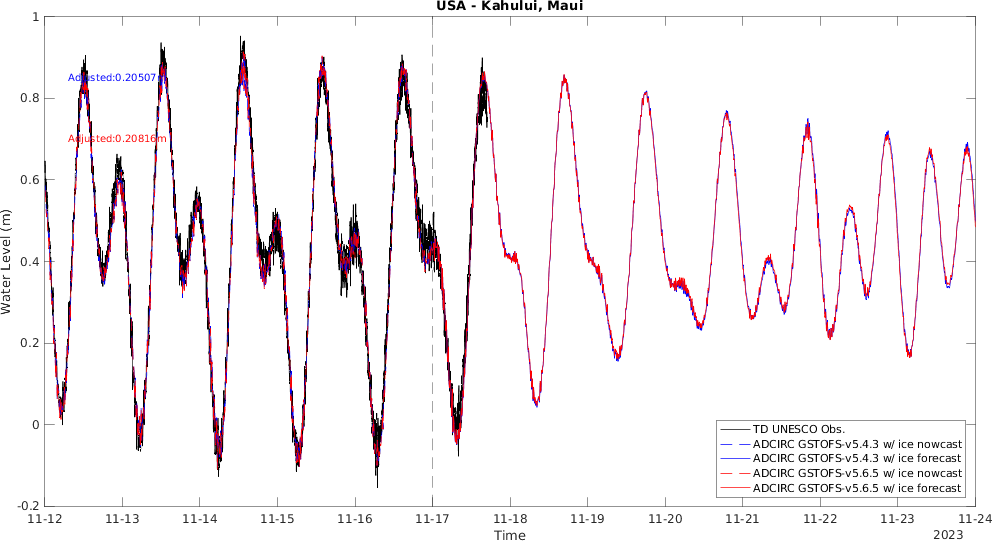 USA - Kahului, Maui
Water Level (m)
1
0.8
0.6
0.4
0.2
0
-0.2
Adjusted:0.20507m
Adjusted:0.20816m
TD UNESCO Obs.
ADCIRC GSTOFS-v5.4.3 w/ ice nowcast
ADCIRC GSTOFS-v5.4.3 w/ ice forecast
ADCIRC GSTOFS-v5.6.5 w/ ice nowcast
ADCIRC GSTOFS-v5.6.5 w/ ice forecast
11-12 11-13 11-14 11-15 11-16 11-17 11-18 11-19 11-20 11-21 11-22 11-23 11-24
Time
2023